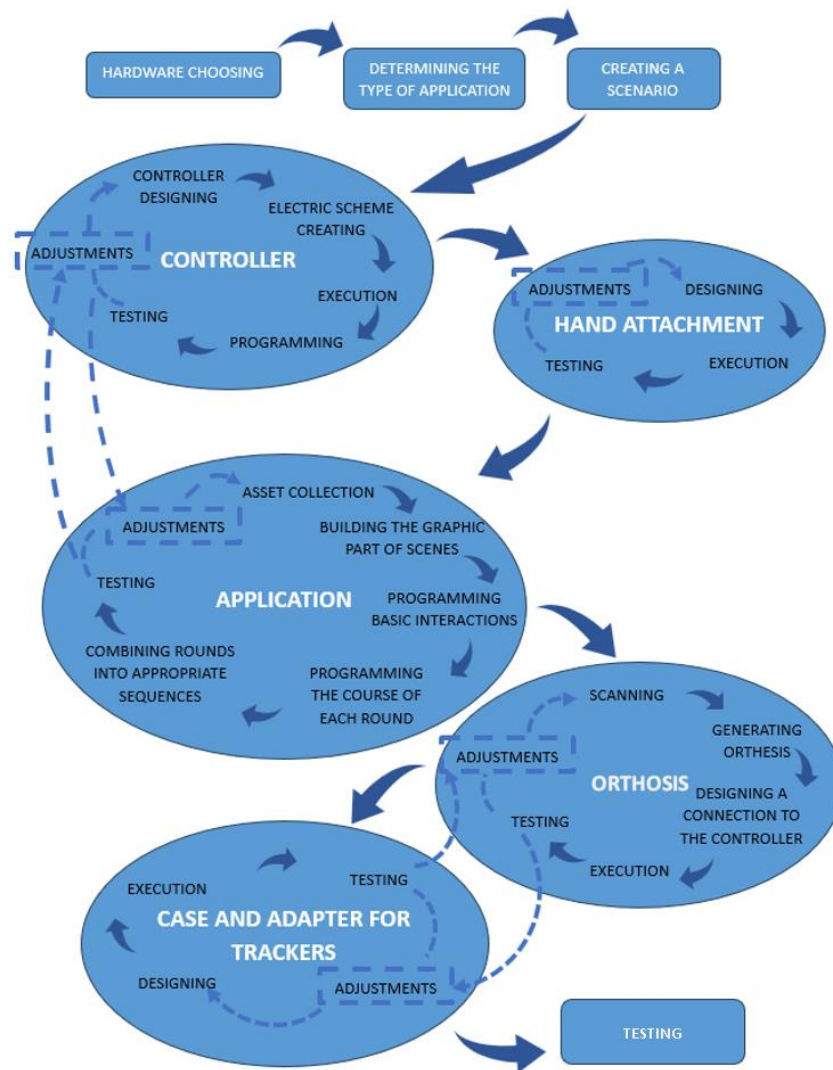 HARDWARE CHOOSING
DETERMINING THE
TYPE OF APPLICATION
CREATING A
SCENARIO
CONTROLLER
DESIGNING
ELECTRIC SCHEME
CREATING
ADJUSTMENTS
CONTROLLER
EXECUTION
TESTING
PROGRAMMING
ADJUSTMENTS
DESIGNING
HAND ATTACHMENT
TESTING
EXECUTION
ASSET COLLECTION
ADJUSTMENTS
BUILDING THE GRAPHIC
PART OF SCENES
TESTING
APPLICATION
PROGRAMMING
BASIC INTERACTIONS
COMBINING ROUNDS
INTO APPROPRIATE
SEQUENCES
PROGRAMMING
THE COURSE OF
EACH ROUND
SCANNING
GENERATING
ORTHESIS
ADJUSTMENTS
ORTHOSIS
DESIGNING A
CONNECTION TO
THE CONTROLLER
TESTING
EXECUTION
EXECUTION
TESTING
CASE AND ADAPTER FOR
TRACKERS
DESIGNING
ADJUSTMENTS
TESTING